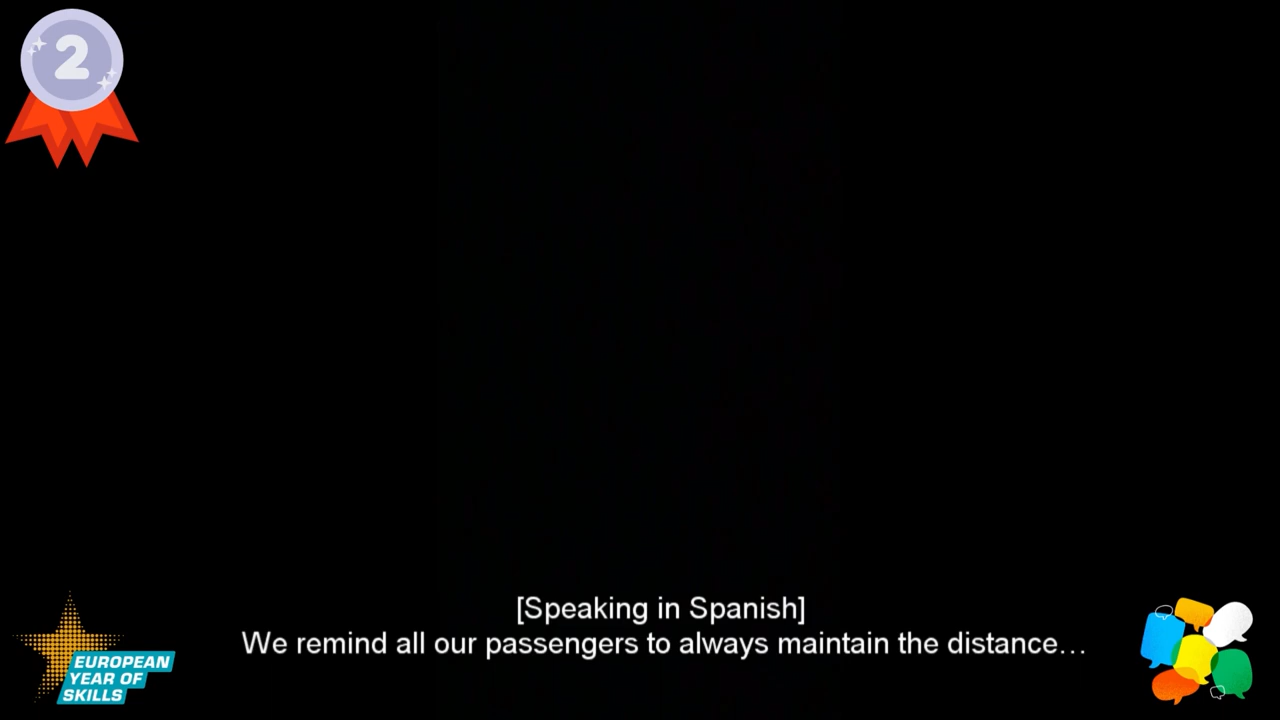 2
[Speaking in Spanish]
We remind all our passengers to always maintain the distance…
EUROPEAN
YEAR OF
SKILLS